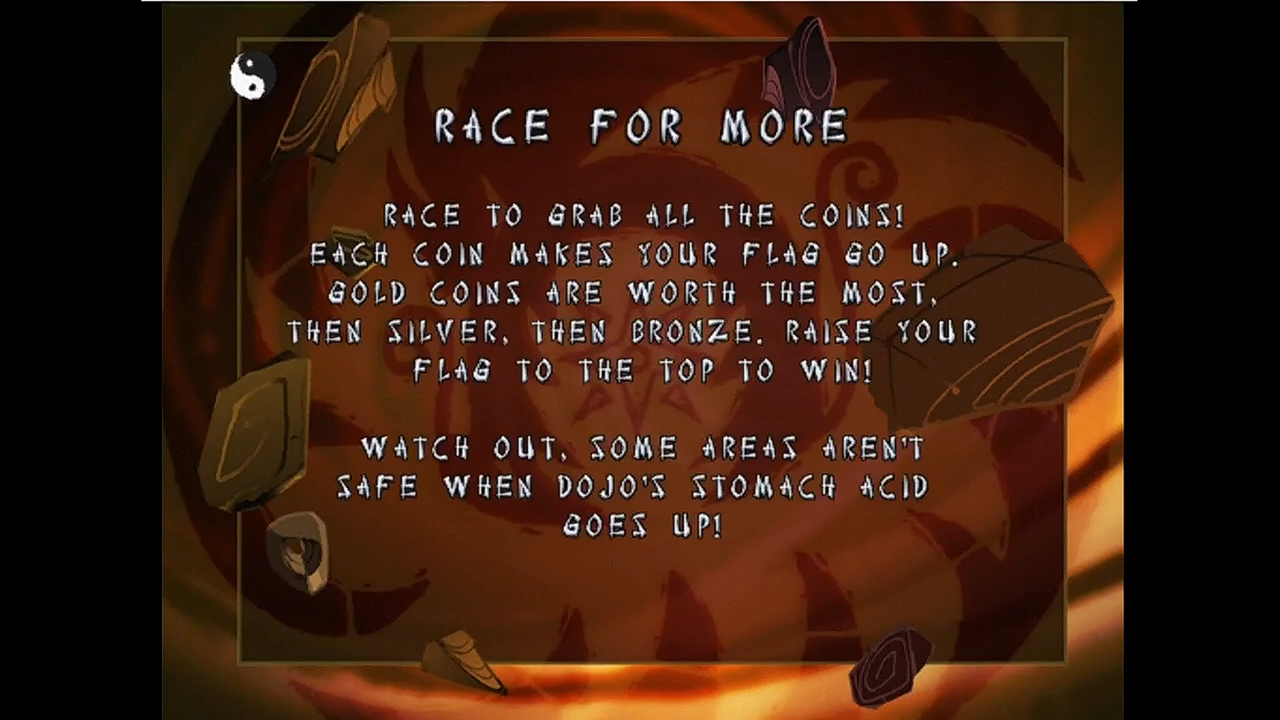 RACE FOR MORE
RACE TO GRAB ALL THE COINS!
EACH COIN MAKES YOUR FLAG GO UP.
GOLD COINS ARE WORTH THE MOST,
THEN SILVER, THEN BRONZE. RAISE YOUR
FLAG TO THE TOP TO WIN!
WATCH OUT, SOME AREAS AREN'T
SAFE WHEN DOJO'S STOMACH ACID
GOES UP!